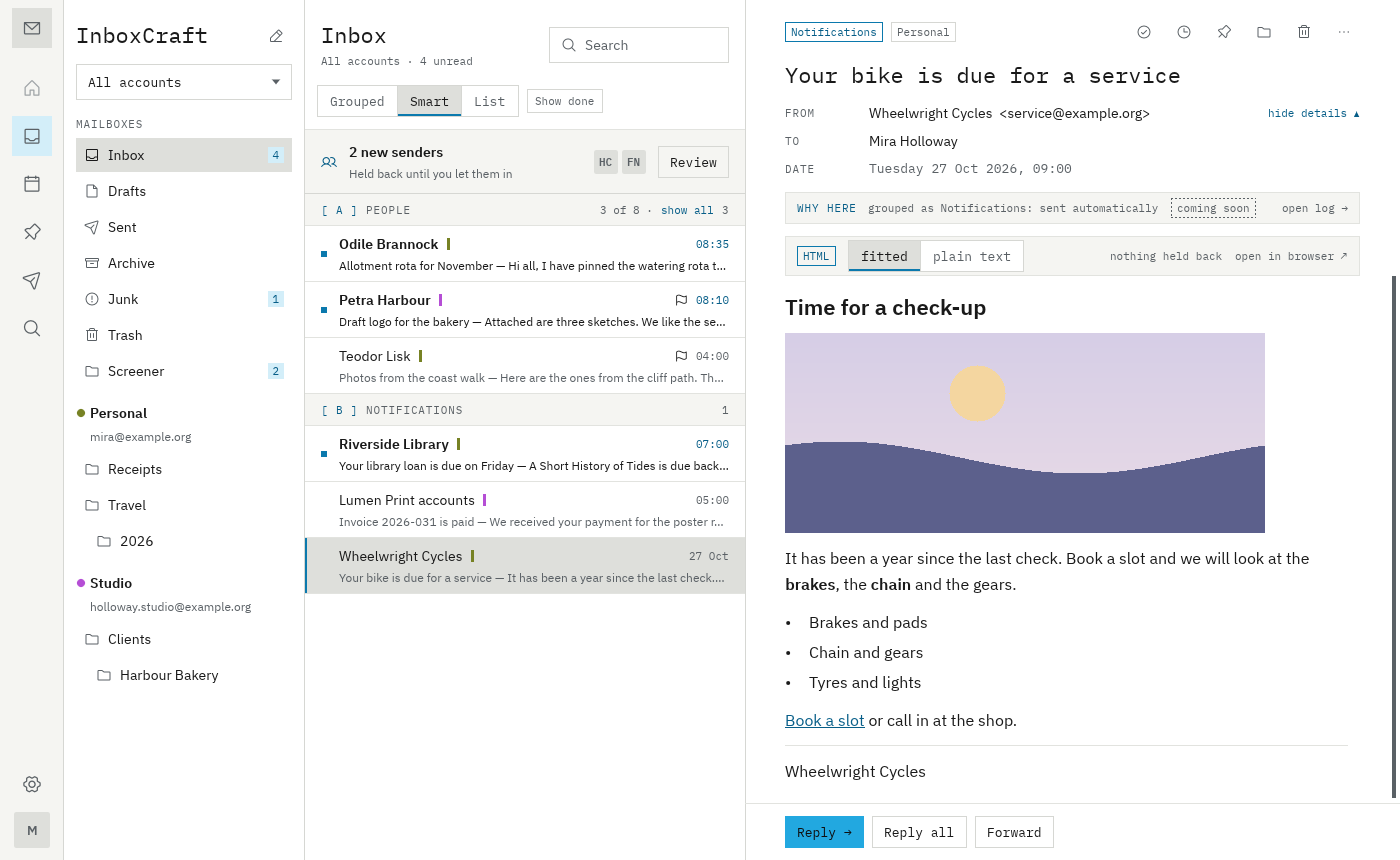 InboxCraft
All accounts
MAILBOXES
Inbox 4
Drafts
Sent
Archive
Junk 1
Trash
Screener 2
Personal
mira@example.org
Receipts
Travel
2026
Studio
holloway.studio@example.org
Clients
Harbour Bakery
M
Inbox
All accounts · 4 unread
Search
Grouped Smart List Show done
2 new senders
Held back until you let them in
HC FN Review
[ A ] PEOPLE 3 of 8 · show all 3
Odile Brannock 08:35
Allotment rota for November — Hi all, I have pinned the watering rota t…
Petra Harbour 08:10
Draft logo for the bakery — Attached are three sketches. We like the se…
Teodor Lisk 04:00
Photos from the coast walk — Here are the ones from the cliff path. Th…
[ B ] NOTIFICATIONS 1
Riverside Library 07:00
Your library loan is due on Friday — A Short History of Tides is due back…
Lumen Print accounts 05:00
Invoice 2026-031 is paid — We received your payment for the poster r…
Wheelwright Cycles 27 Oct
Your bike is due for a service — It has been a year since the last check.…
Notifications Personal
Your bike is due for a service
FROM Wheelwright Cycles <service@example.org> hide details ▴
TO Mira Holloway
DATE Tuesday 27 Oct 2026, 09:00
WHY HERE grouped as Notifications: sent automatically coming soon open log →
HTML fitted plain text nothing held back open in browser ↗
Time for a check-up
It has been a year since the last check. Book a slot and we will look at the
brakes, the chain and the gears.
• Brakes and pads
• Chain and gears
• Tyres and lights
Book a slot or call in at the shop.
Wheelwright Cycles
Reply → Reply all Forward